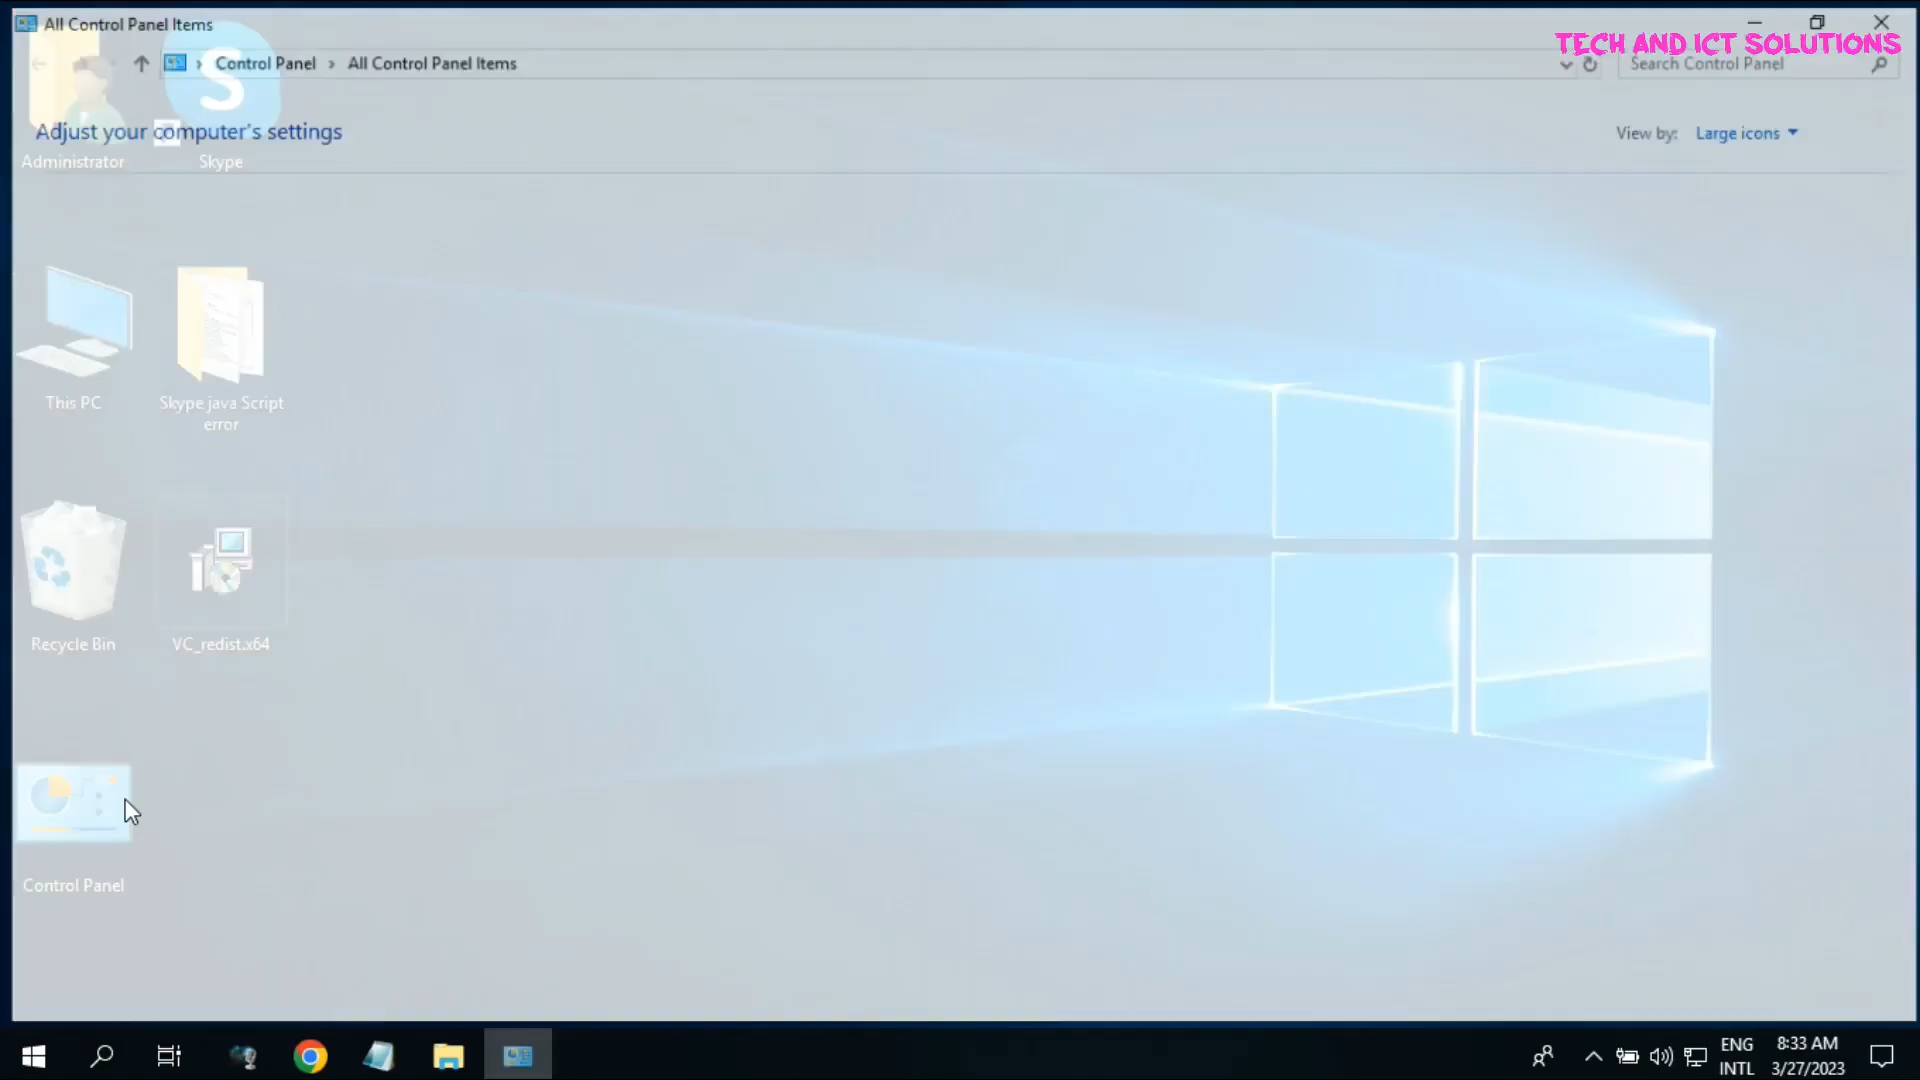 All Control Panel Items
TECH AND ICT SOLUTIONS
Control Panel > All Control Panel Items
Search Control Panel
Adjust your computer's settings
View by: Large icons
Administrator
Skype
This PC
Skype java Script
error
Recycle Bin
VC_redist.x64
Control Panel
ENG
INTL
8:33 AM
3/27/2023